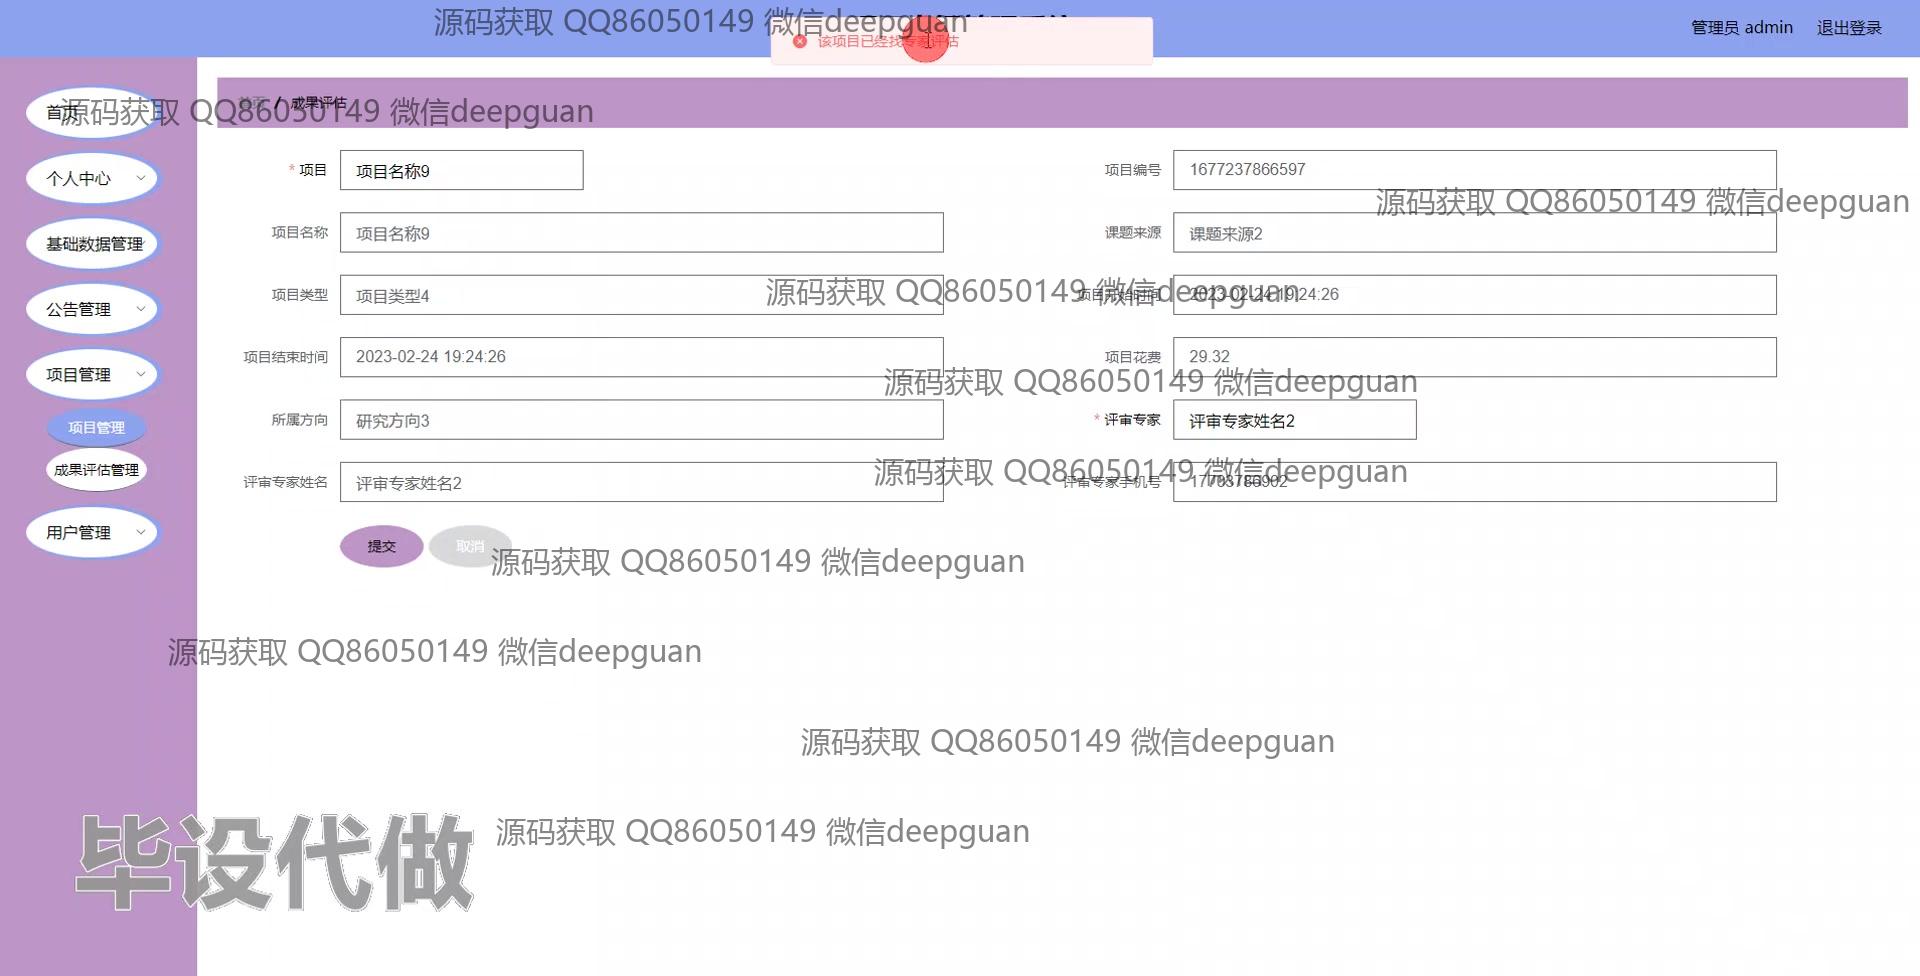 源码获取 QQ86050149 微信deepguan
该项目已经找专家评估
管理员 admin
退出登录
首页
源码获取 QQ86050149 微信deepguan
首页 / 成果评估
* 项目
项目名称9
项目编号
1677237866597
个人中心
源码获取 QQ86050149 微信deepguan
项目名称
项目名称9
课题来源
课题来源2
基础数据管理
项目类型
项目类型4
源码获取 QQ86050149 微信deepguan
项目开始时间
2023-02-24 19:24:26
公告管理
项目结束时间
2023-02-24 19:24:26
项目花费
29.32
项目管理
源码获取 QQ86050149 微信deepguan
所属方向
研究方向3
* 评审专家
评审专家姓名2
项目管理
成果评估管理
源码获取 QQ86050149 微信deepguan
评审专家姓名
评审专家姓名2
评审专家手机号
17703786902
用户管理
提交
取消
源码获取 QQ86050149 微信deepguan
源码获取 QQ86050149 微信deepguan
源码获取 QQ86050149 微信deepguan
源码获取 QQ86050149 微信deepguan
毕设代做